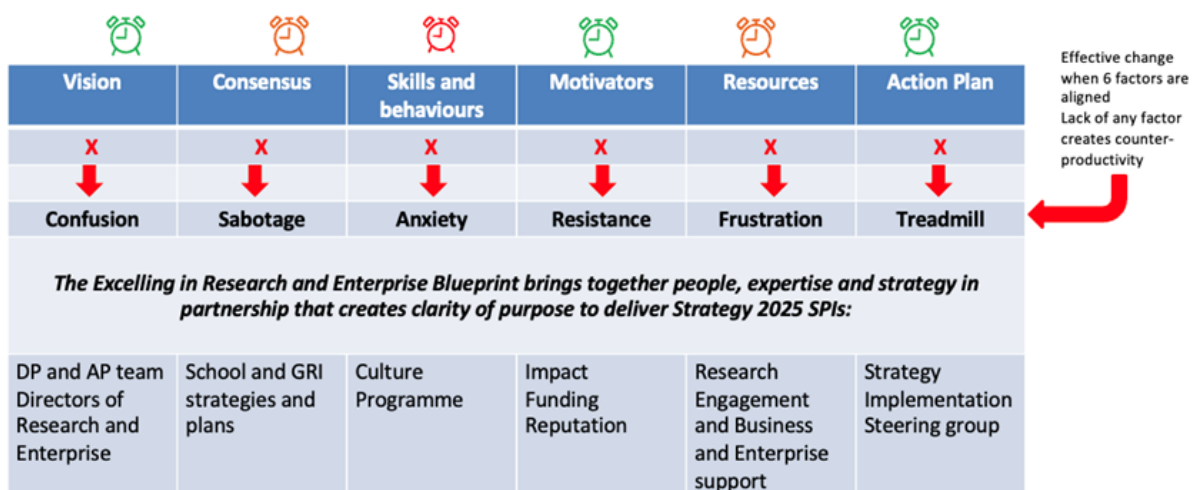 Vision
Consensus
Skills and
behaviours
Motivators
Resources
Action Plan
Effective change
when 6 factors are
aligned
Lack of any factor
creates counter-
productivity
X X X X X X
Confusion
Sabotage
Anxiety
Resistance
Frustration
Treadmill
The Excelling in Research and Enterprise Blueprint brings together people, expertise and strategy in
partnership that creates clarity of purpose to deliver Strategy 2025 SPIs:
DP and AP team
Directors of
Research and
Enterprise
School and GRI
strategies and
plans
Culture
Programme
Impact
Funding
Reputation
Research
Engagement
and Business
and Enterprise
support
Strategy
Implementation
Steering group